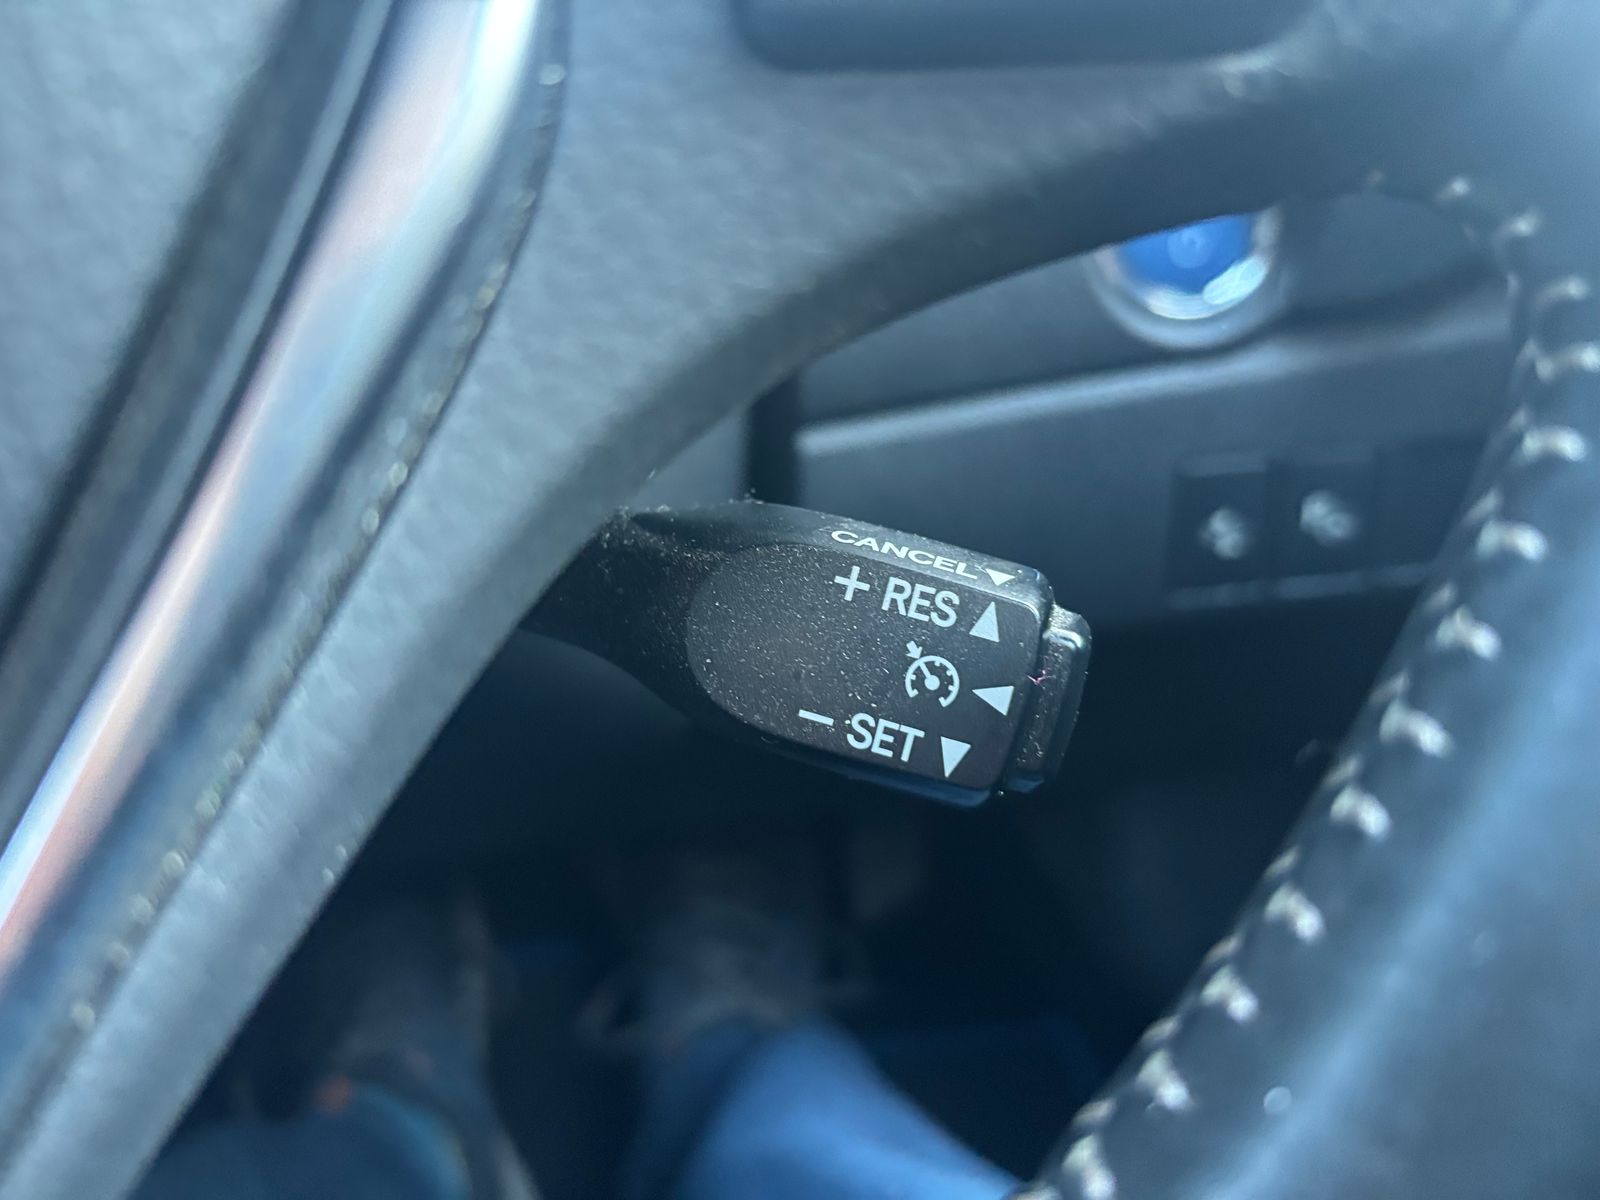 CANCEL▼
+ RES ▲
− SET ▼